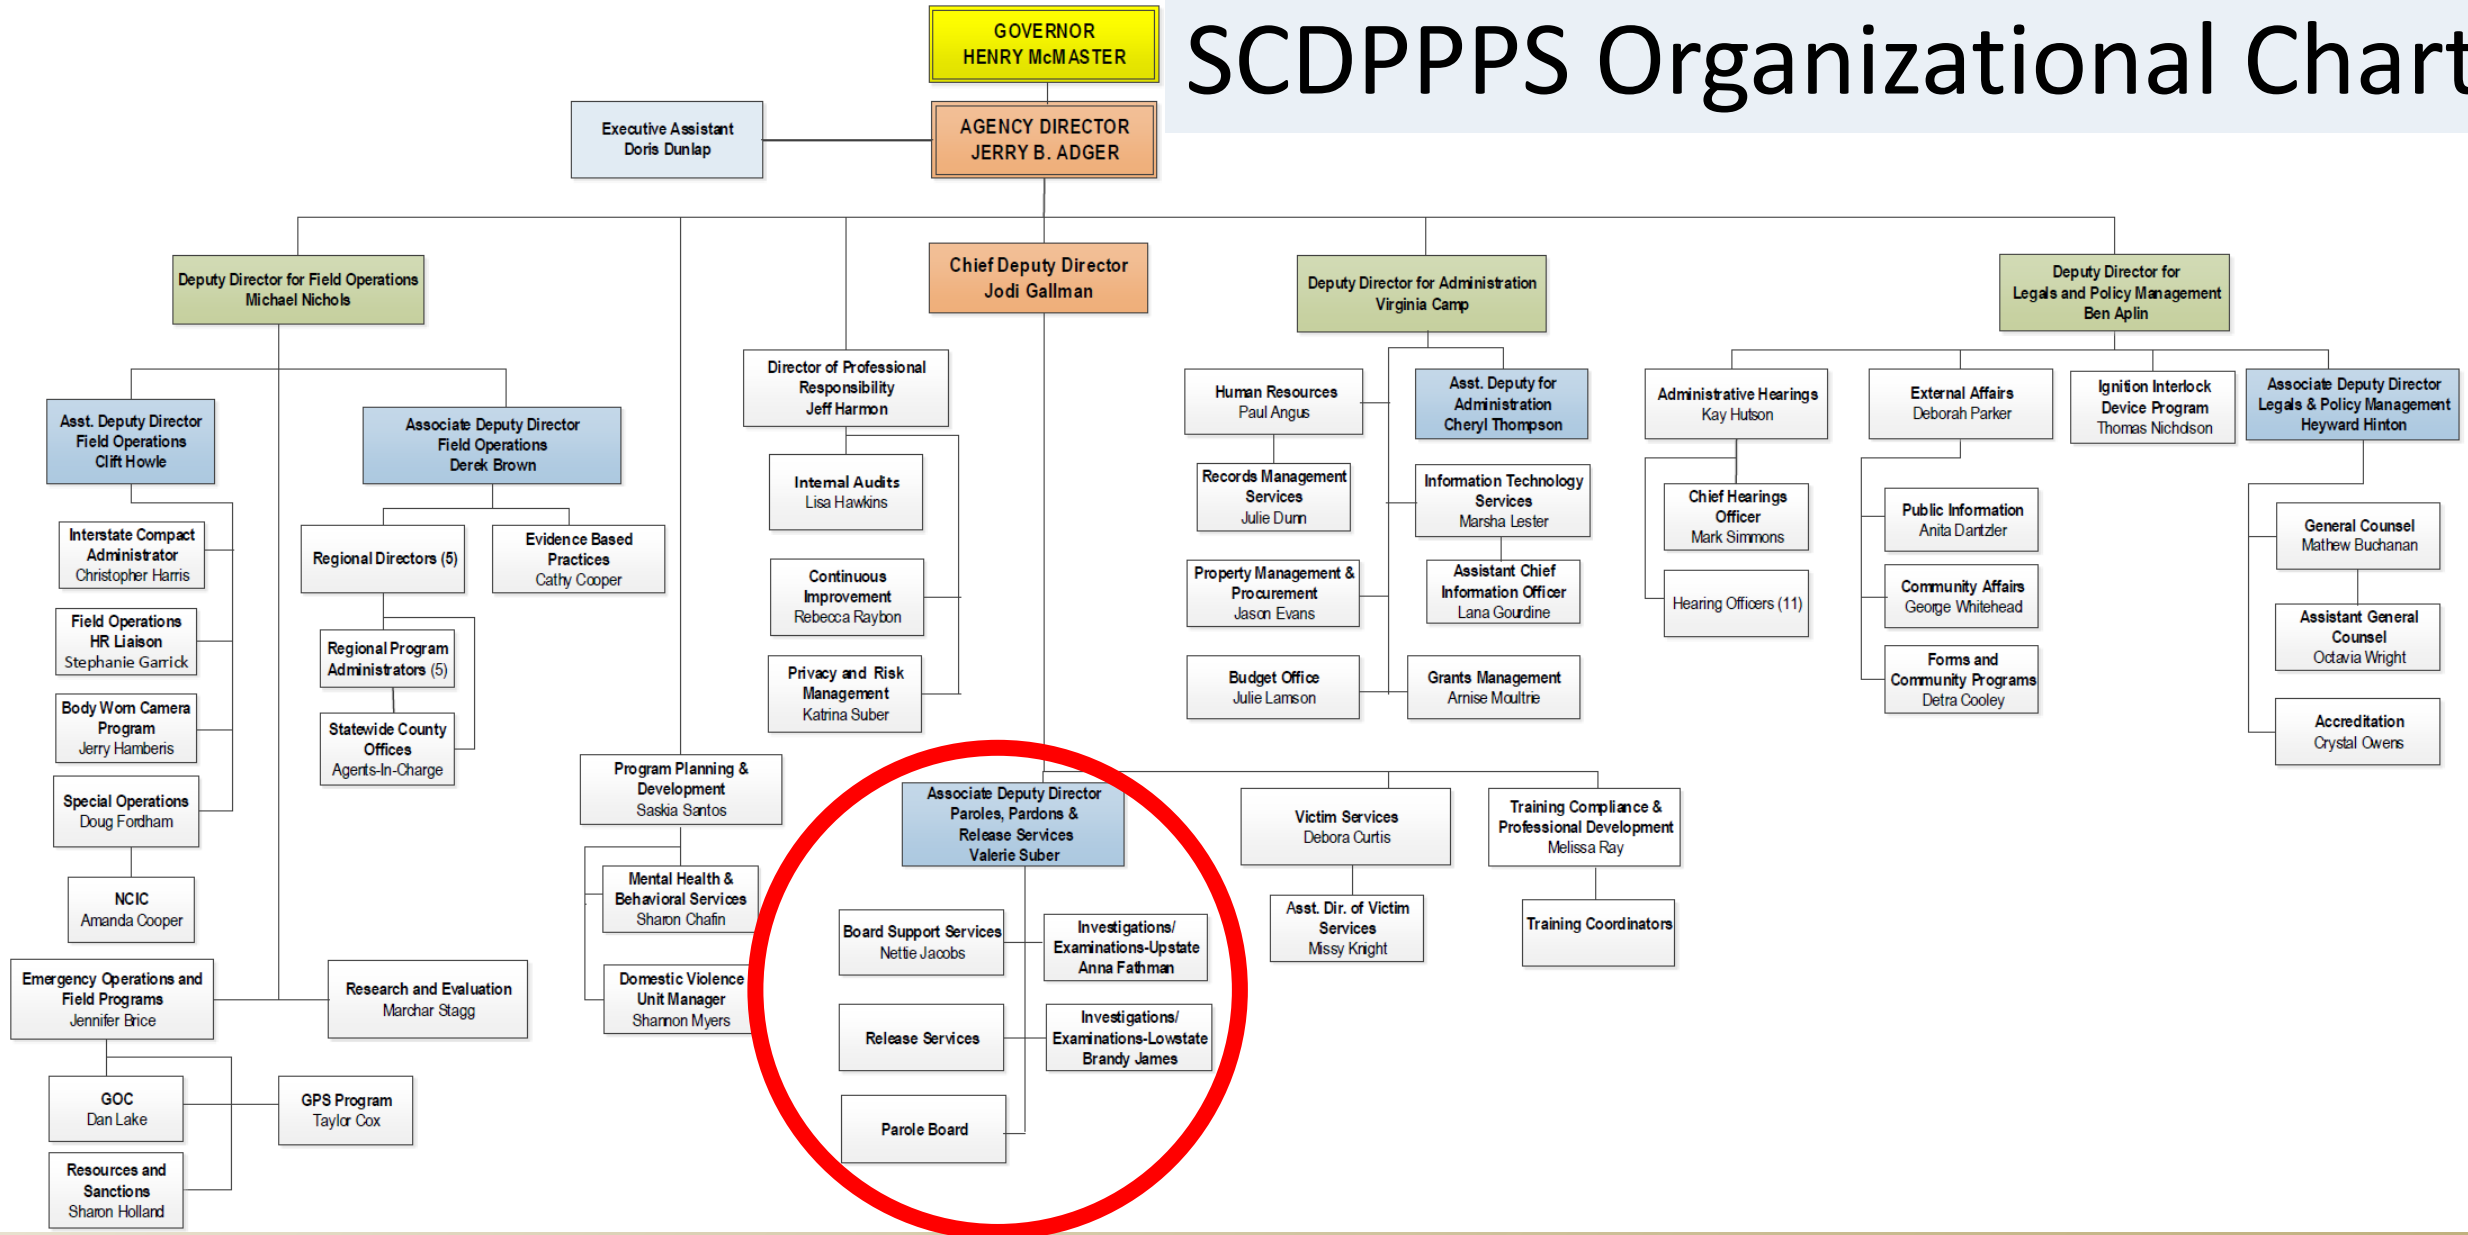 SCDPPPS Organizational Chart
GOVERNOR
HENRY McMASTER
Executive Assistant
Doris Dunlap
AGENCY DIRECTOR
JERRY B. ADGER
Deputy Director for Field Operations
Michael Nichols
Chief Deputy Director
Jodi Gallman
Deputy Director for Administration
Virginia Camp
Deputy Director for
Legals and Policy Management
Ben Aplin
Asst. Deputy Director
Field Operations
Clift Howle
Associate Deputy Director
Field Operations
Derek Brown
Interstate Compact
Administrator
Christopher Harris
Field Operations
HR Liaison
Stephanie Garrick
Body Worn Camera
Program
Jerry Hamberis
Special Operations
Doug Fordham
NCIC
Amanda Cooper
Regional Directors (5)
Evidence Based
Practices
Cathy Cooper
Regional Program
Administrators (5)
Statewide County
Offices
Agents-In-Charge
Emergency Operations and
Field Programs
Jennifer Brice
Research and Evaluation
Marchar Stagg
GOC
Dan Lake
GPS Program
Taylor Cox
Resources and
Sanctions
Sharon Holland
Program Planning &
Development
Saskia Santos
Mental Health &
Behavioral Services
Sharon Chafin
Domestic Violence
Unit Manager
Shannon Myers
Director of Professional
Responsibility
Jeff Harmon
Internal Audits
Lisa Hawkins
Continuous
Improvement
Rebecca Raybon
Privacy and Risk
Management
Katrina Suber
Associate Deputy Director
Paroles, Pardons &
Release Services
Valerie Suber
Board Support Services
Nettie Jacobs
Investigations/
Examinations-Upstate
Anna Fathman
Release Services
Investigations/
Examinations-Lowstate
Brandy James
Parole Board
Victim Services
Debora Curtis
Asst. Dir. of Victim
Services
Missy Knight
Training Compliance &
Professional Development
Melissa Ray
Training Coordinators
Human Resources
Paul Angus
Asst. Deputy for
Administration
Cheryl Thompson
Records Management
Services
Julie Dunn
Information Technology
Services
Marsha Lester
Property Management &
Procurement
Jason Evans
Assistant Chief
Information Officer
Lana Gourdine
Budget Office
Julie Lamson
Grants Management
Arnise Moultrie
Administrative Hearings
Kay Hutson
Chief Hearings
Officer
Mark Simmons
Hearing Officers (11)
External Affairs
Deborah Parker
Public Information
Anita Dantzler
Community Affairs
George Whitehead
Forms and
Community Programs
Detra Cooley
Ignition Interlock
Device Program
Thomas Nicholson
Associate Deputy Director
Legals & Policy Management
Heyward Hinton
General Counsel
Mathew Buchanan
Assistant General
Counsel
Octavia Wright
Accreditation
Crystal Owens